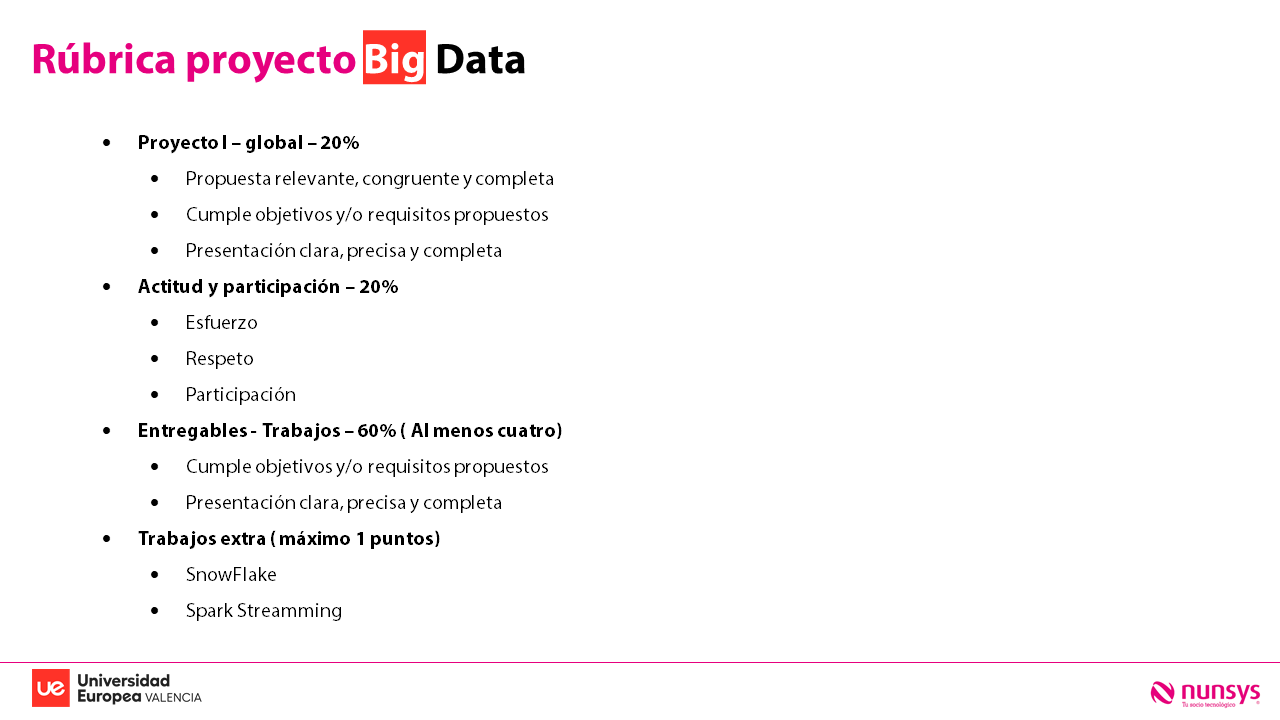 Rúbrica proyecto Big Data
• Proyecto I – global – 20%
• Propuesta relevante, congruente y completa
• Cumple objetivos y/o requisitos propuestos
• Presentación clara, precisa y completa
• Actitud y participación – 20%
• Esfuerzo
• Respeto
• Participación
• Entregables - Trabajos – 60% ( Al menos cuatro)
• Cumple objetivos y/o requisitos propuestos
• Presentación clara, precisa y completa
• Trabajos extra ( máximo 1 puntos)
• SnowFlake
• Spark Streamming
ue Universidad
Europea VALENCIA
nunsys®
Tu socio tecnológico